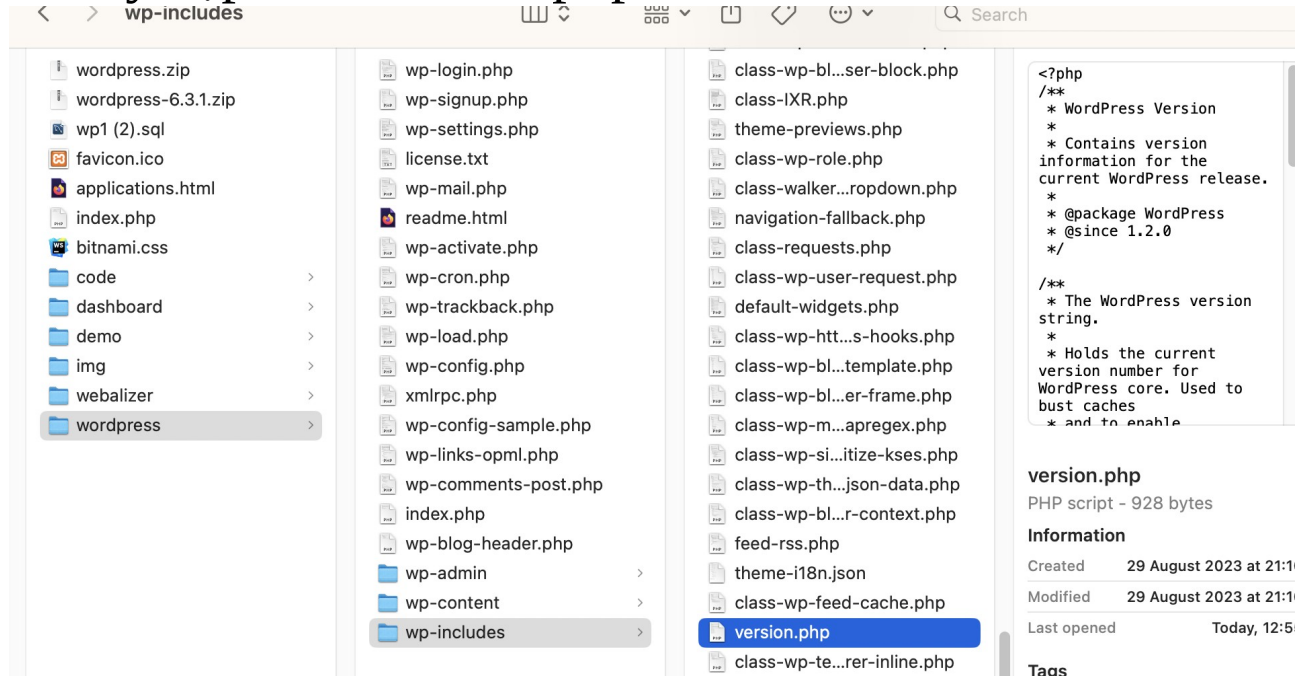 wp-includes
Search
wordpress.zip
wordpress-6.3.1.zip
wp1 (2).sql
favicon.ico
applications.html
index.php
bitnami.css
code
dashboard
demo
img
webalizer
wordpress
wp-login.php
wp-signup.php
wp-settings.php
license.txt
wp-mail.php
readme.html
wp-activate.php
wp-cron.php
wp-trackback.php
wp-load.php
wp-config.php
xmlrpc.php
wp-config-sample.php
wp-links-opml.php
wp-comments-post.php
index.php
wp-blog-header.php
wp-admin
wp-content
wp-includes
class-wp-bl...ser-block.php
class-IXR.php
theme-previews.php
class-wp-role.php
class-walker...ropdown.php
navigation-fallback.php
class-requests.php
class-wp-user-request.php
default-widgets.php
class-wp-htt...s-hooks.php
class-wp-bl...template.php
class-wp-bl...er-frame.php
class-wp-m...apregex.php
class-wp-si...itize-kses.php
class-wp-th...json-data.php
class-wp-bl...r-context.php
feed-rss.php
theme-i18n.json
class-wp-feed-cache.php
version.php
class-wp-te...rer-inline.php
<?php
/**
* WordPress Version
*
* Contains version
information for the
current WordPress release.
*
* @package WordPress
* @since 1.2.0
*/
/**
* The WordPress version
string.
*
* Holds the current
version number for
WordPress core. Used to
bust caches
* and to enable
version.php
PHP script - 928 bytes
Information
Created 29 August 2023 at 21:1
Modified 29 August 2023 at 21:1
Last opened Today, 12:5
Tags